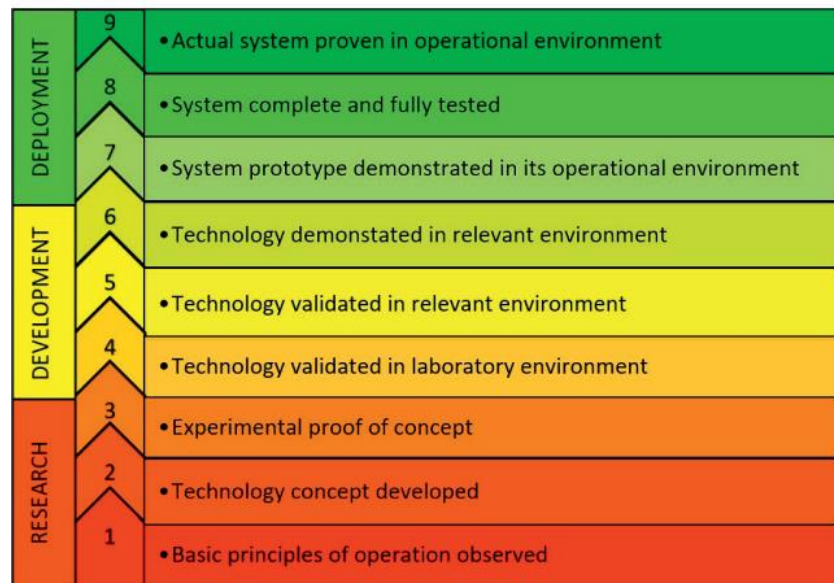 DEPLOYMENT
9
•Actual system proven in operational environment
8
•System complete and fully tested
7
•System prototype demonstrated in its operational environment
DEVELOPMENT
6
•Technology demonstated in relevant environment
5
•Technology validated in relevant environment
4
•Technology validated in laboratory environment
RESEARCH
3
•Experimental proof of concept
2
•Technology concept developed
1
•Basic principles of operation observed